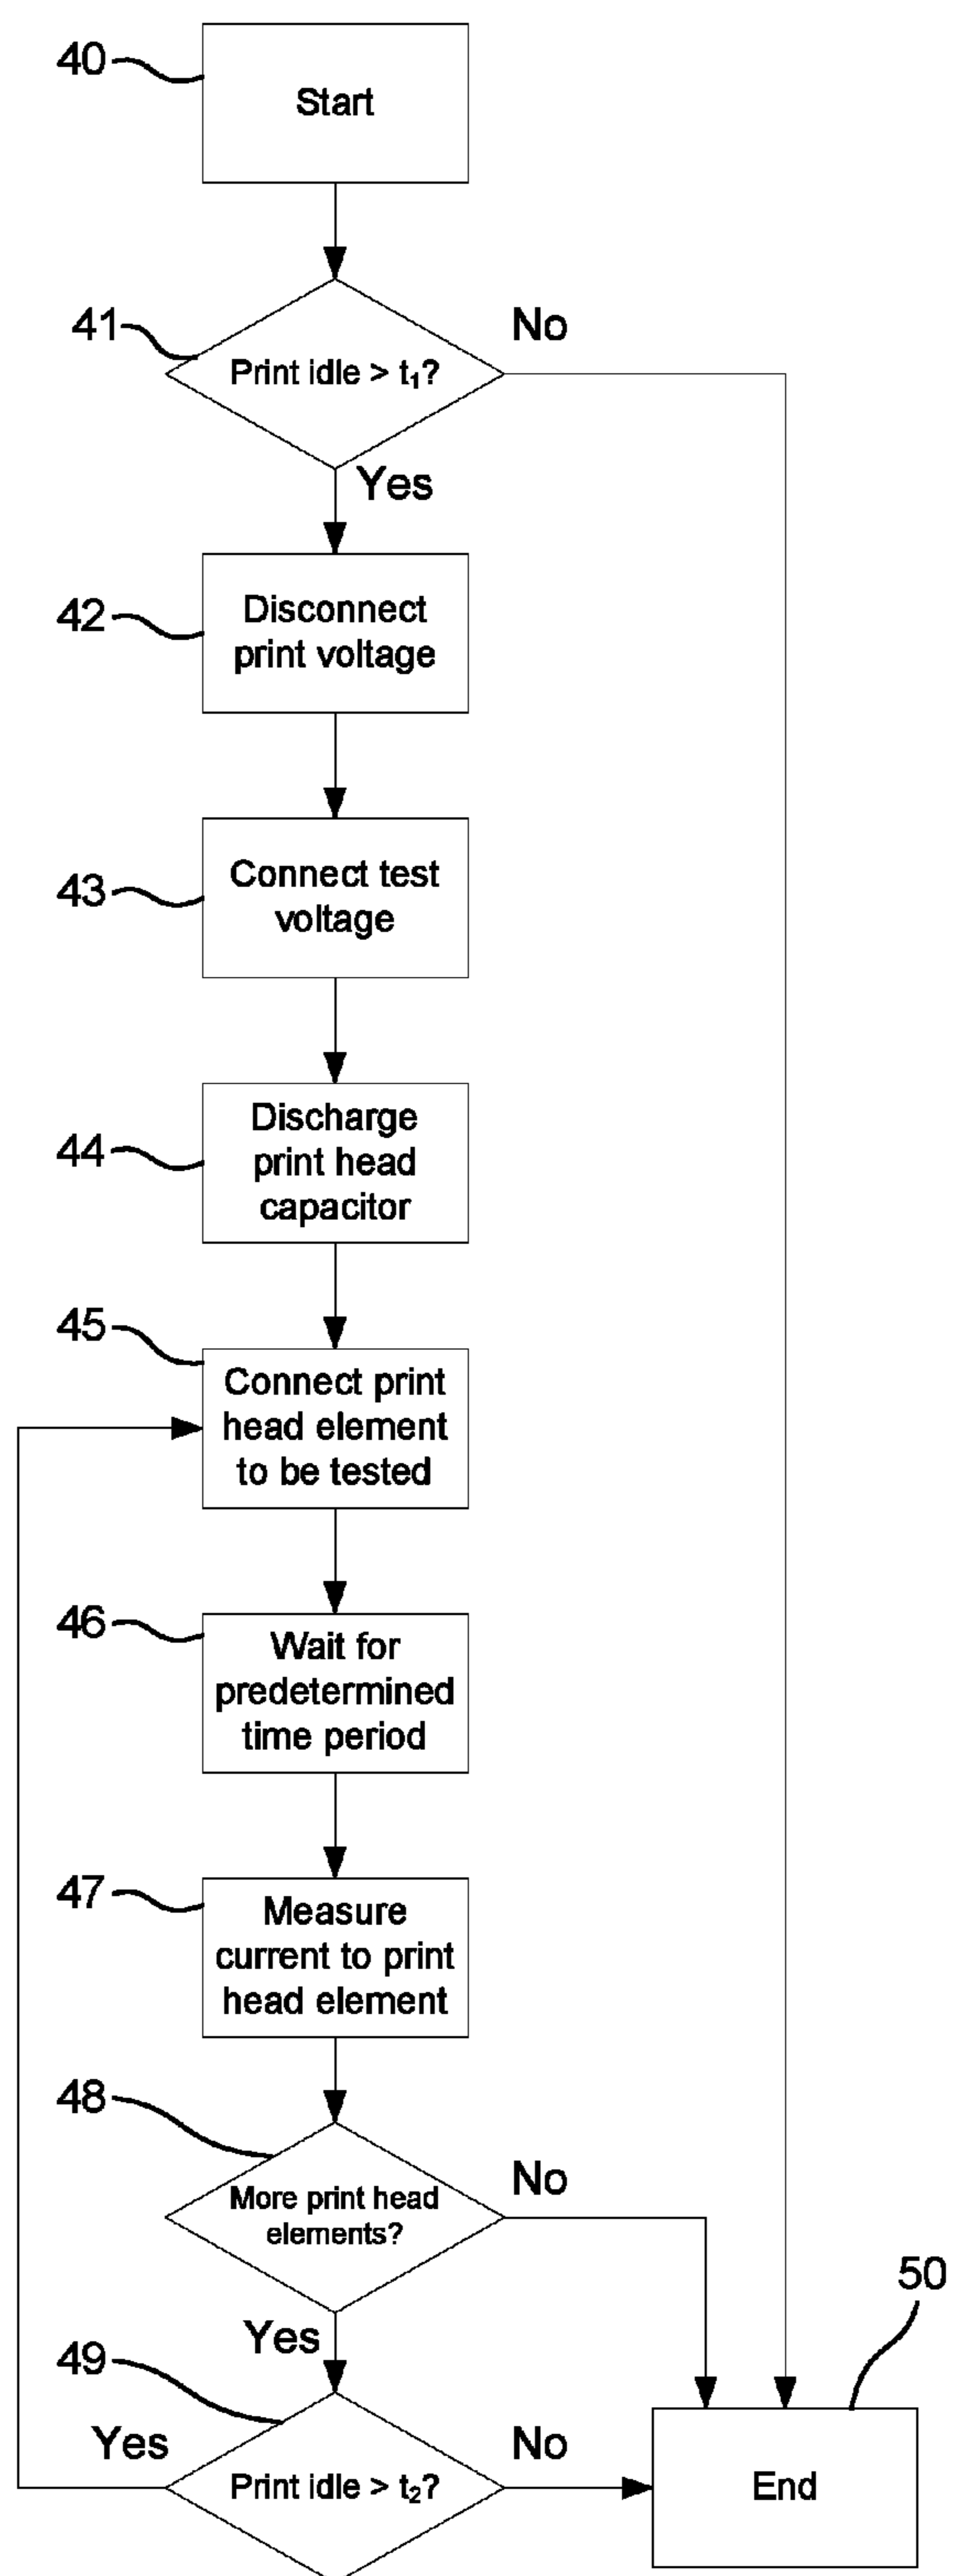 40
Start
41
No
Print idle > t₁?
Yes
42
Disconnect
print voltage
43
Connect test
voltage
44
Discharge
print head
capacitor
45
Connect print
head element
to be tested
46
Wait for
predetermined
time period
47
Measure
current to print
head element
48
No
More print head
elements?
50
Yes
49
Yes
No
Print idle > t₂?
End